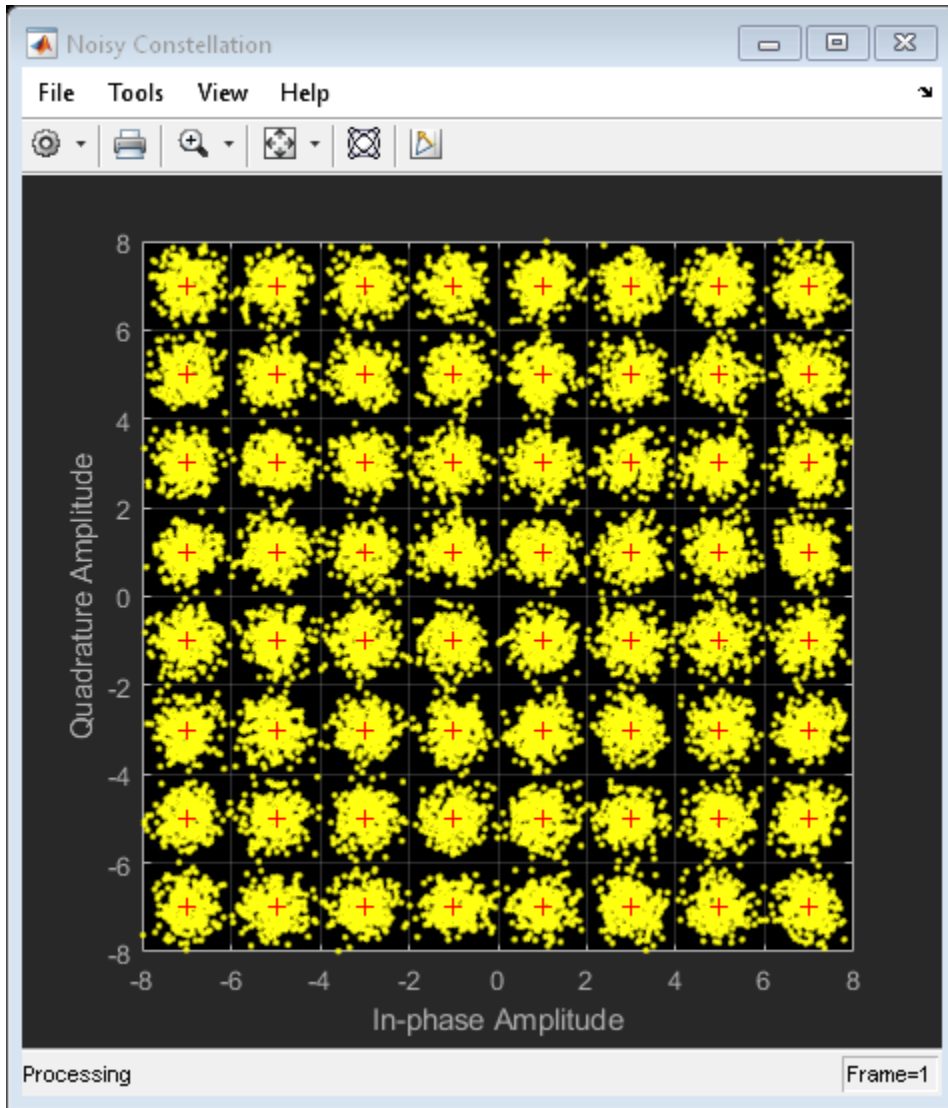 Noisy Constellation
File Tools View Help
8
6
4
2
0
-2
-4
-6
-8
Quadrature Amplitude
-8 -6 -4 -2 0 2 4 6 8
In-phase Amplitude
Processing Frame=1